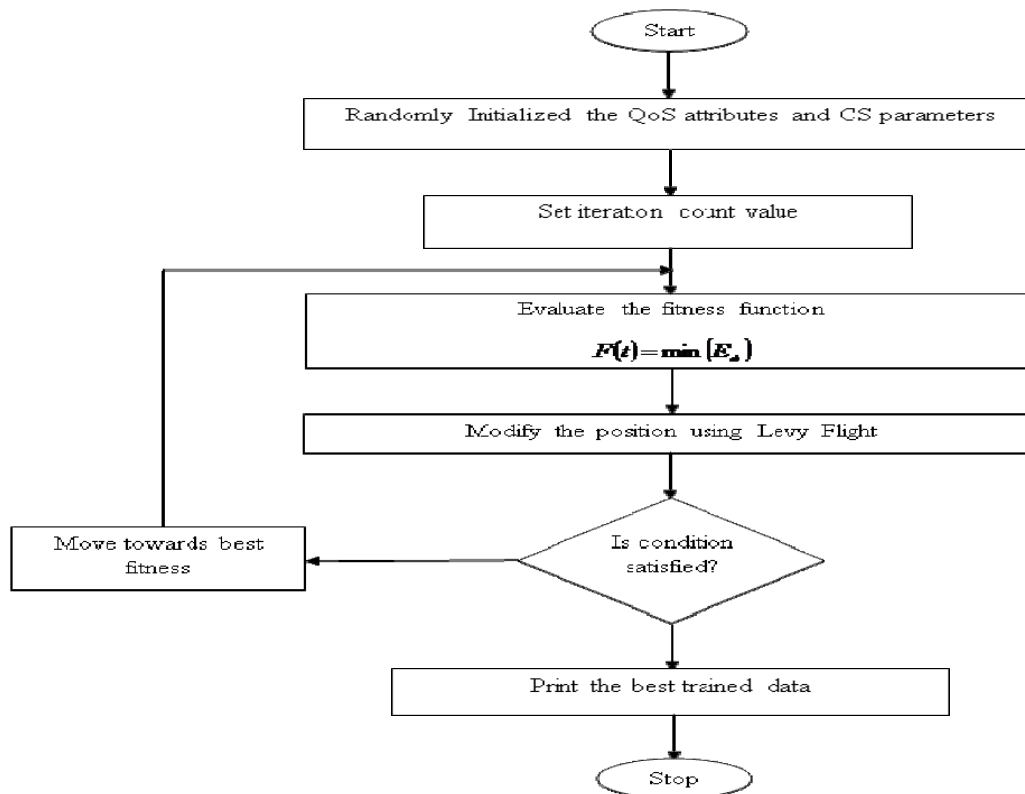 Start
Randomly Initialized the QoS attributes and CS parameters
Set iteration count value
Evaluate the fitness function
F(t) = min(E
Modify the position using Levy Flight
Is condition
satisfied?
Move towards best
fitness
Print the best trained data
Stop